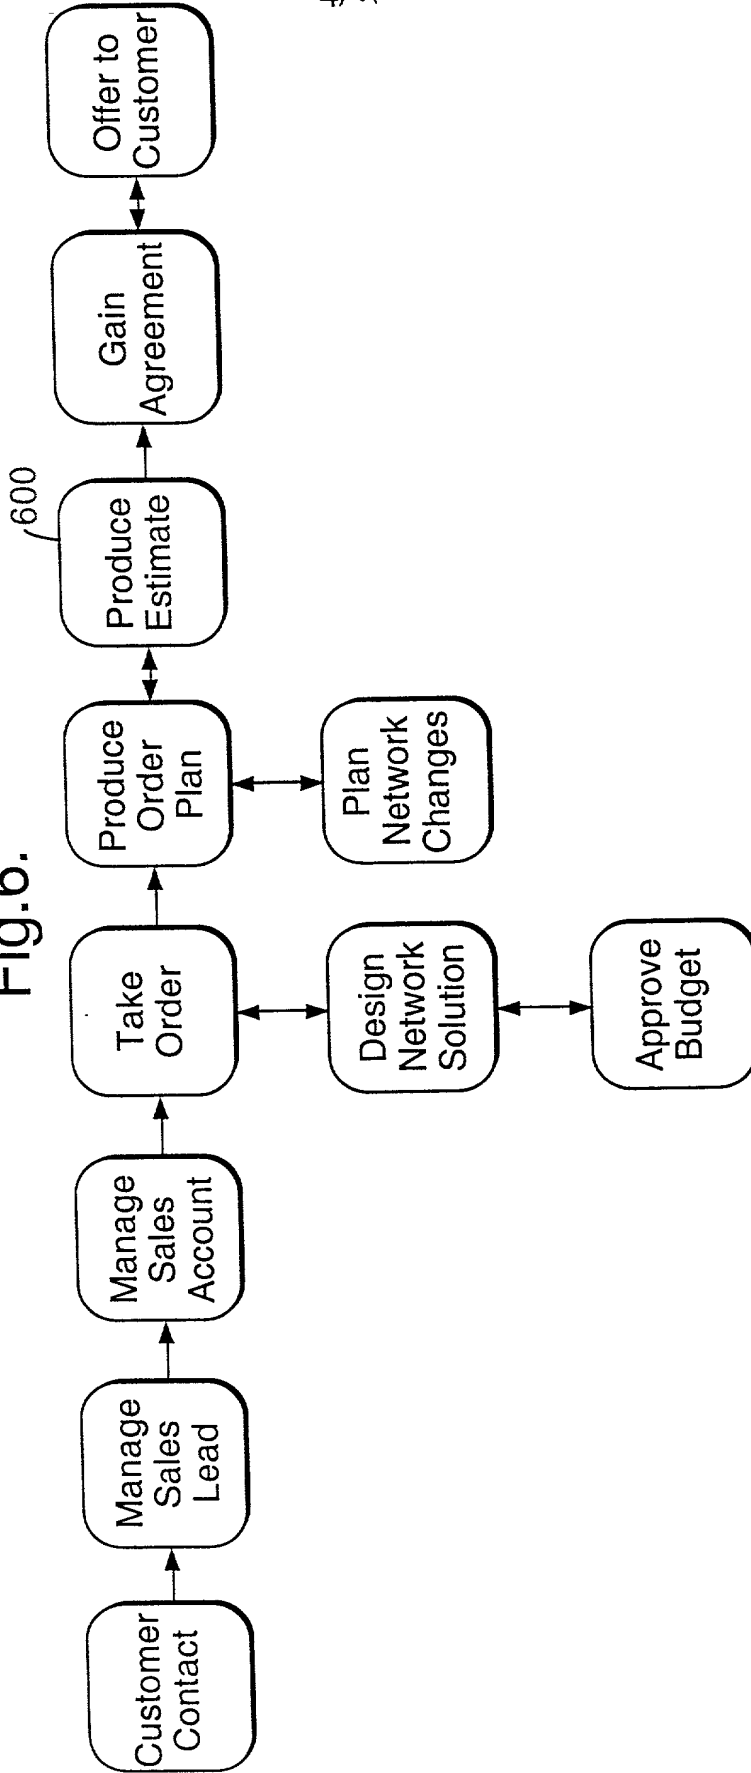 Fig.6.
Customer
Contact
Manage
Sales
Lead
Manage
Sales
Account
Take
Order
Produce
Order
Plan
Produce
Estimate
600
Gain
Agreement
Offer to
Customer
Design
Network
Solution
Plan
Network
Changes
Approve
Budget